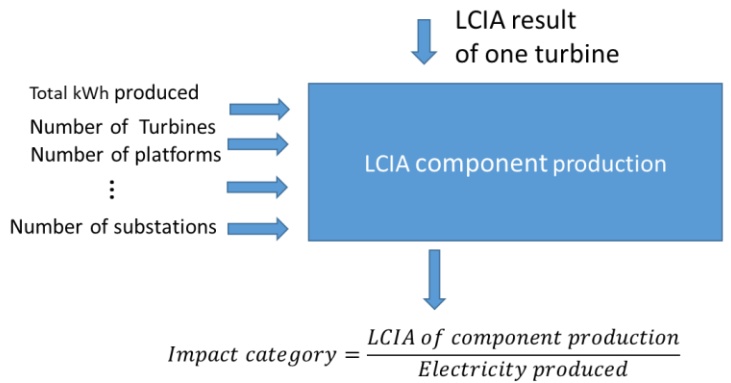 LCIA result
of one turbine
Total kWh produced
Number of Turbines
Number of platforms
⋮
Number of substations
LCIA component production
Impact category = LCIA of component production / Electricity produced